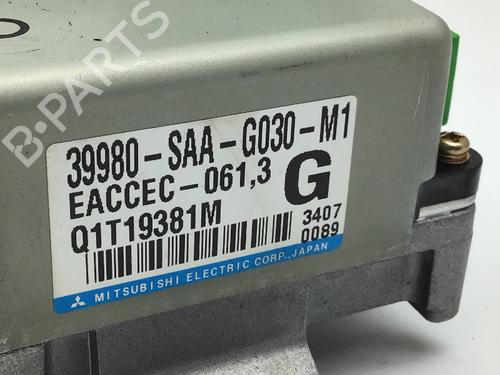 B-PARTS
39980-SAA-G030-M1
EACCEC-061,3
G
Q1T19381M
3407
0089
MITSUBISHI ELECTRIC CORP., JAPAN